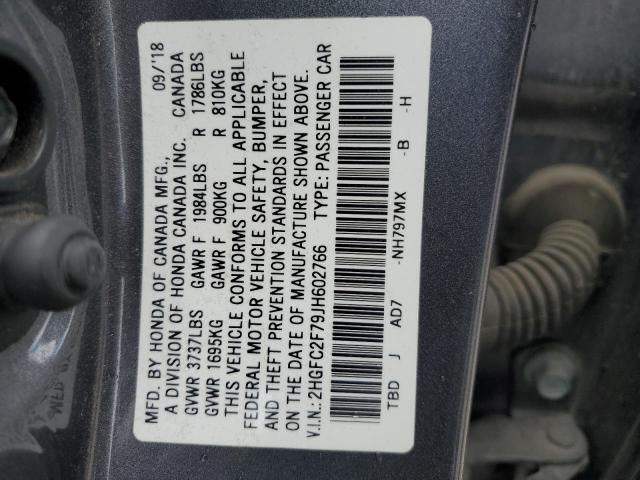 MFD. BY HONDA OF CANADA MFG., 09/'18
A DIVISION OF HONDA CANADA INC. CANADA
GVWR 3737LBS GAWR F 1984LBS R 1786LBS
GVWR 1695KG GAWR F 900KG R 810KG
THIS VEHICLE CONFORMS TO ALL APPLICABLE
FEDERAL MOTOR VEHICLE SAFETY, BUMPER,
AND THEFT PREVENTION STANDARDS IN EFFECT
ON THE DATE OF MANUFACTURE SHOWN ABOVE.
V.I.N.: 2HGFC2F79JH602766 TYPE: PASSENGER CAR
TBD J AD7 -NH797MX -B -H